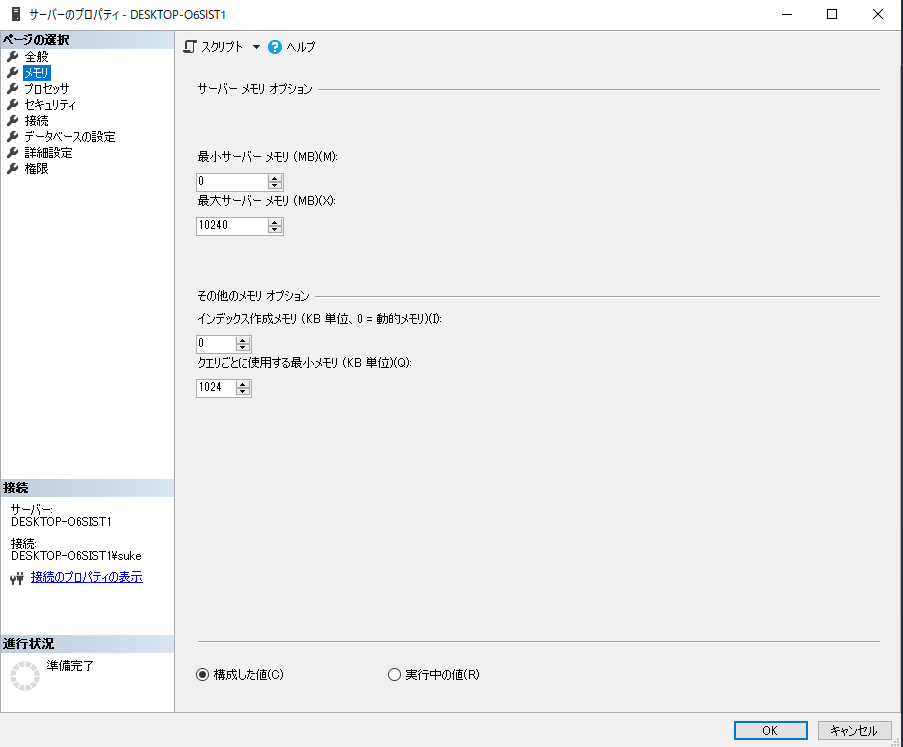 サーバーのプロパティ - DESKTOP-O6SIST1
ページの選択
全般
メモリ
プロセッサ
セキュリティ
接続
データベースの設定
詳細設定
権限
スクリプト
ヘルプ
サーバー メモリ オプション
最小サーバー メモリ (MB)(M):
0
最大サーバー メモリ (MB)(X):
10240
その他のメモリ オプション
インデックス作成メモリ (KB 単位、0 = 動的メモリ)(I):
0
クエリごとに使用する最小メモリ (KB 単位)(Q):
1024
接続
サーバー:
DESKTOP-O6SIST1
接続:
DESKTOP-O6SIST1¥suke
接続のプロパティの表示
進行状況
準備完了
構成した値(C)
実行中の値(R)
OK
キャンセル